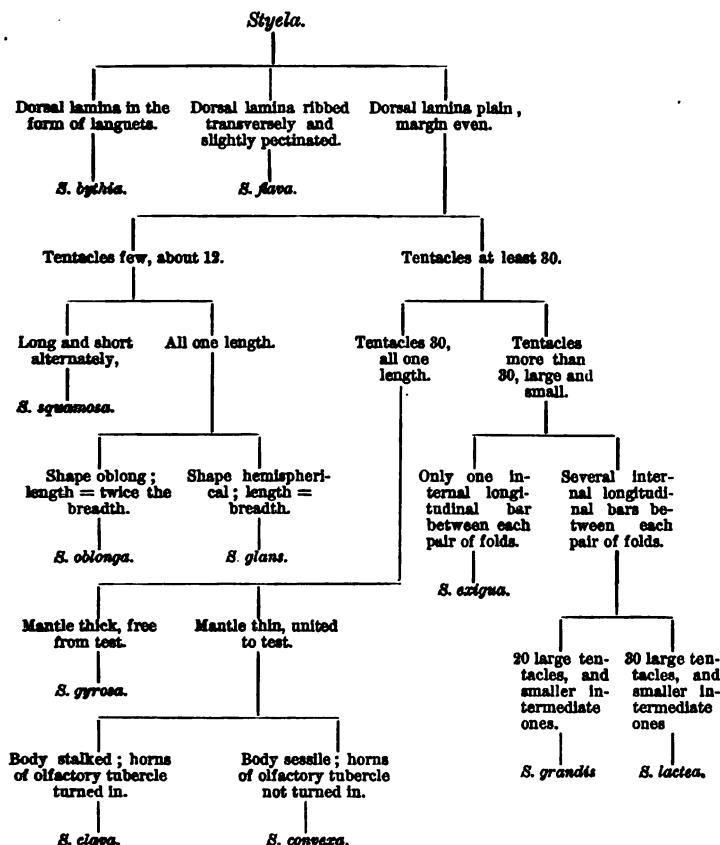 Styela.
Dorsal lamina in the
form of languets.
Dorsal lamina ribbed
transversely and
slightly pectinated.
Dorsal lamina plain,
margin even.
S. bythia.
S. flava.
Tentacles few, about 12.
Tentacles at least 30.
Long and short
alternately,
All one length.
Tentacles 30,
all one
length.
Tentacles
more than
30, large and
small.
S. squamosa.
Shape oblong;
length = twice the
breadth.
Shape hemispheri-
cal; length =
breadth.
Only one in-
ternal longi-
tudinal bar
between each
pair of folds.
Several inter-
nal longitudi-
nal bars be-
tween each
pair of folds.
S. oblonga.
S. glans.
S. exigua.
Mantle thick, free
from test.
Mantle thin, united
to test.
20 large ten-
tacles, and
smaller in-
termediate
ones.
30 large ten-
tacles, and
smaller in-
termediate
ones
S. gyrosa.
Body stalked; horns
of olfactory tubercle
turned in.
Body sessile; horns
of olfactory tubercle
not turned in.
S. grandis
S. lactea.
S. clava.
S. convexa.